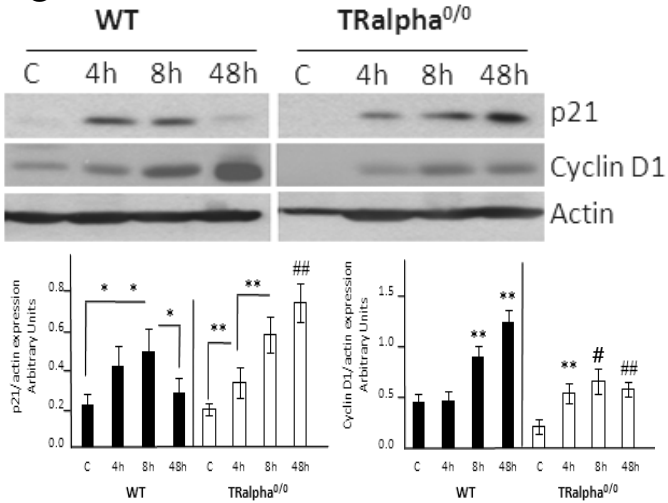 WT TRalpha0/0
C 4h 8h 48h C 4h 8h 48h
p21
Cyclin D1
Actin
p21/actin expression
Arbitrary Units
0.8
0.6
0.4
0.2
0.0
* *
*
**
**
##
C 4h 8h 48h C 4h 8h 48h
WT TRalpha0/0
Cyclin D1/actin expression
Arbitrary Units
1.5
1.0
0.5
0.0
**
**
**
#
##
C 4h 8h 48h C 4h 8h 48h
WT TRalpha0/0